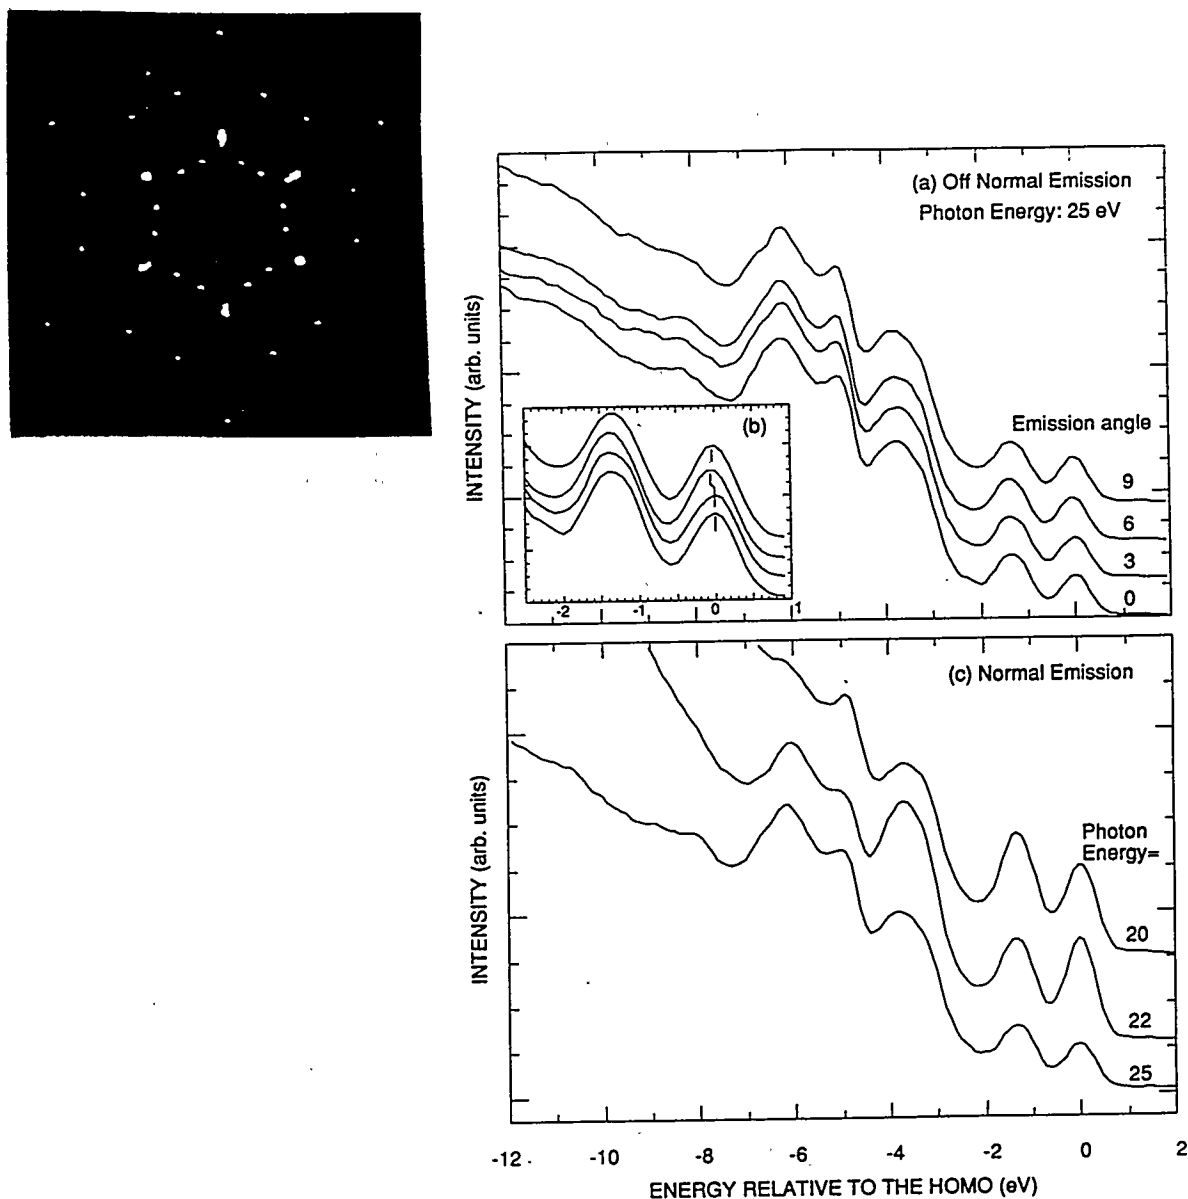 (a) Off Normal Emission
Photon Energy: 25 eV
INTENSITY (arb. units)
Emission angle
9
6
3
0
(b)
-2 -1 0 1
(c) Normal Emission
INTENSITY (arb. units)
Photon
Energy=
20
22
25
-12 -10 -8 -6 -4 -2 0 2
ENERGY RELATIVE TO THE HOMO (eV)